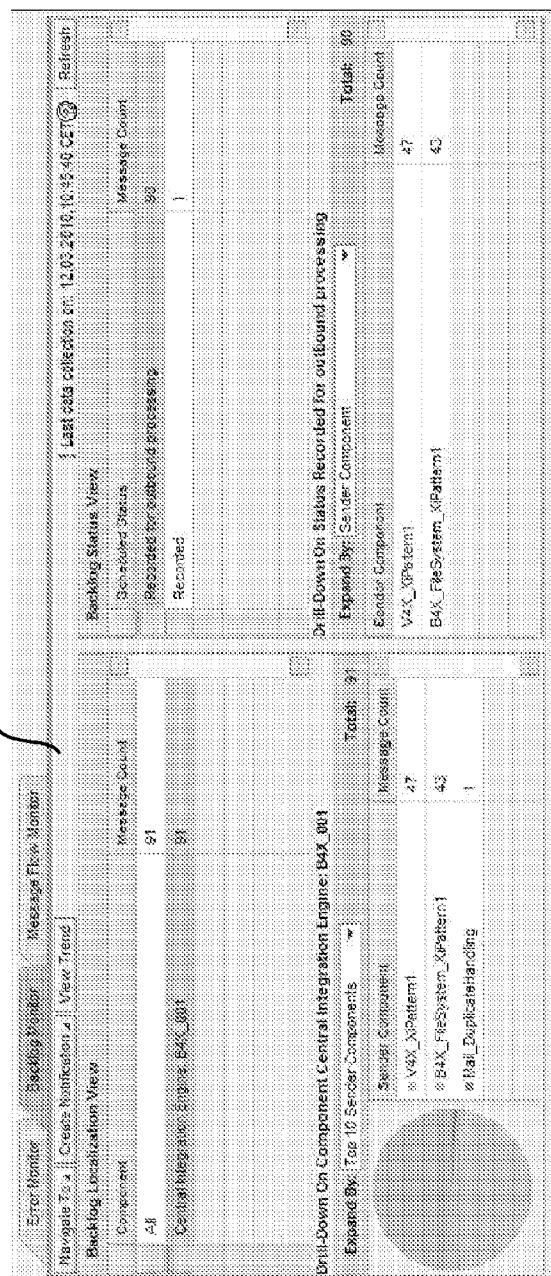 Error Monitor
Backlog Monitor
Message Flow Monitor
Navigate To
Create Notification
View Trend
Last data collection on: 12.03.2010, 10:45:40 CET
Refresh
Backlog Localization View
Component
Message Count
All
91
Central Integration Engine: B4X_001
91
Drill-Down On Component Central Integration Engine: B4X_001
Expand By: Top 10 Sender Components
Total: 91
Sender Component
Message Count
V4X_XiPattern1
47
B4X_FileSystem_XiPattern1
43
Mail_DuplicateHandling
1
Backlog Status View
Scheduled Status
Message Count
Recorded for outbound processing
90
Recorded
1
Drill-Down On Status Recorded for outbound processing
Expand By: Sender Component
Total: 90
Sender Component
Message Count
V4X_XiPattern1
47
B4X_FileSystem_XiPattern1
43